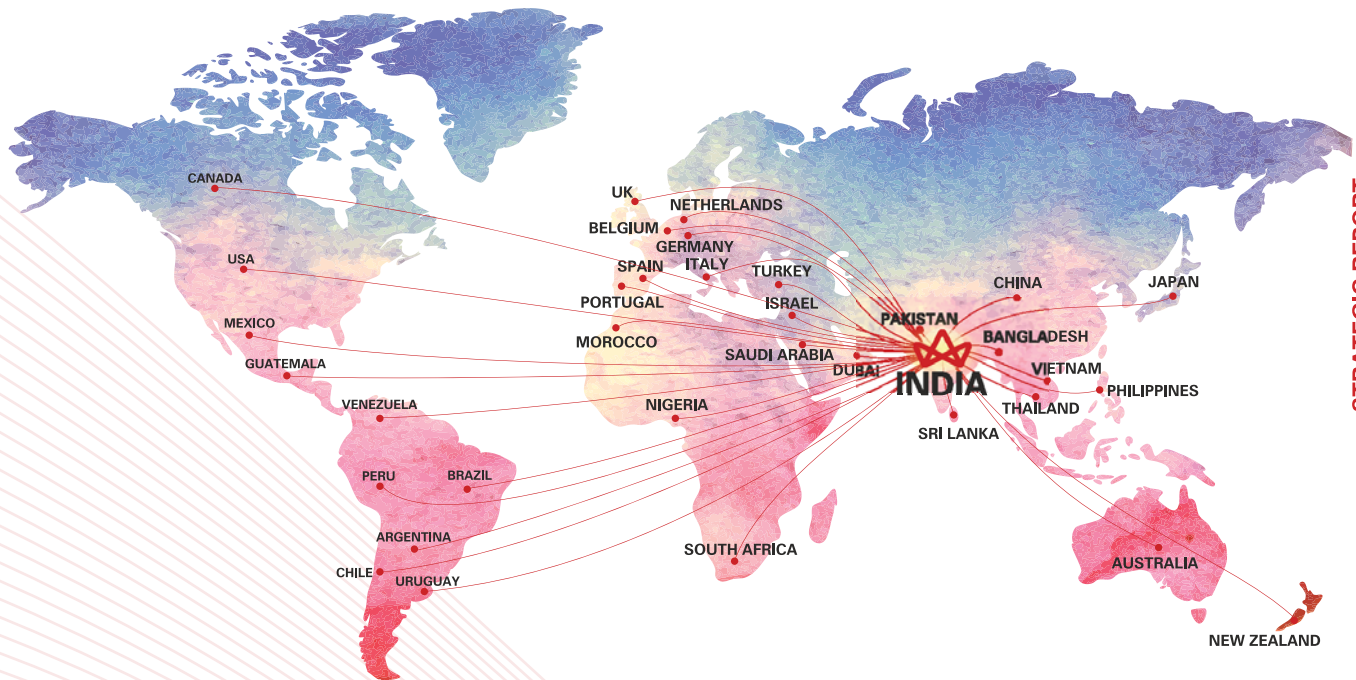 CANADA
UK
NETHERLANDS
BELGIUM
GERMANY
USA
SPAIN
ITALY
TURKEY
CHINA
JAPAN
PORTUGAL
ISRAEL
MEXICO
PAKISTAN
MOROCCO
BANGLADESH
SAUDI ARABIA
GUATEMALA
DUBAI
VIETNAM
INDIA
PHILIPPINES
VENEZUELA
NIGERIA
THAILAND
SRI LANKA
PERU
BRAZIL
ARGENTINA
SOUTH AFRICA
AUSTRALIA
CHILE
URUGUAY
NEW ZEALAND
STRATEGIC REPORT